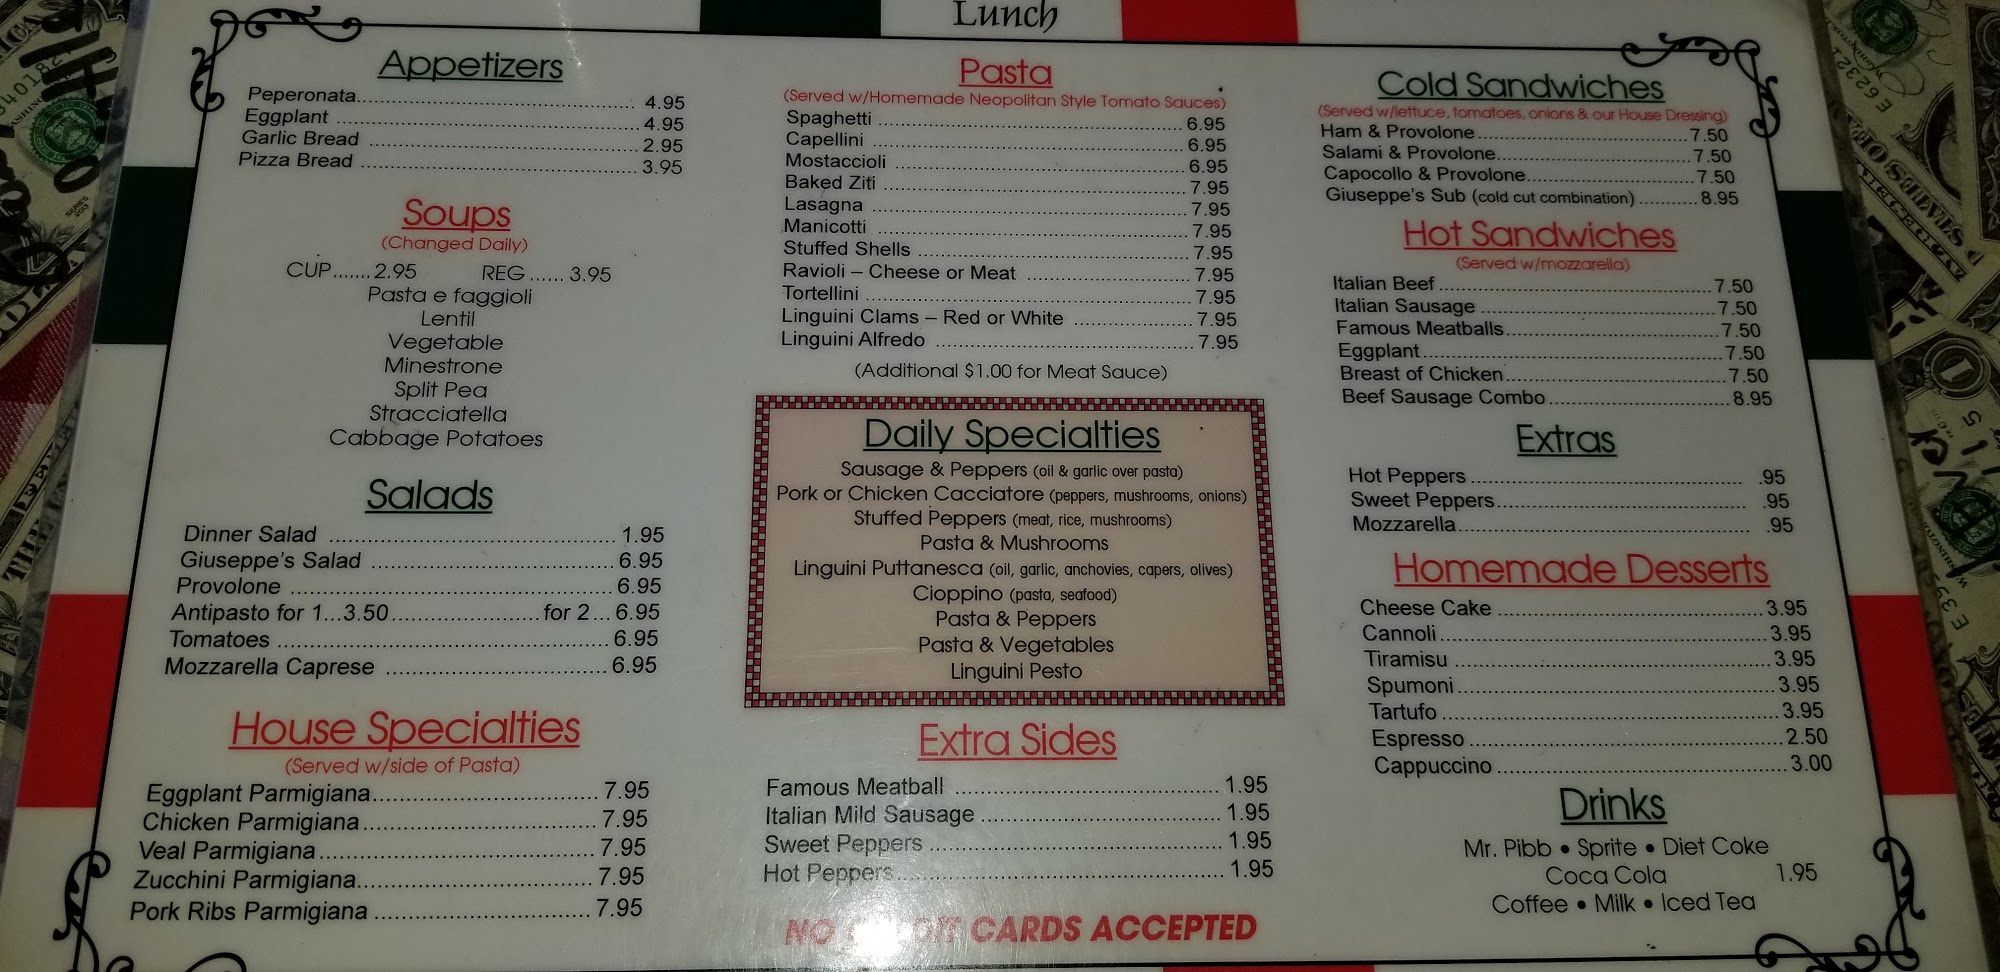 Lunch
Appetizers
Peperonata 4.95
Eggplant 4.95
Garlic Bread 2.95
Pizza Bread 3.95
Soups
(Changed Daily)
CUP 2.95 REG 3.95
Pasta e faggioli
Lentil
Vegetable
Minestrone
Split Pea
Stracciatella
Cabbage Potatoes
Salads
Dinner Salad 1.95
Giuseppe's Salad 6.95
Provolone 6.95
Antipasto for 1...3.50 for 2... 6.95
Tomatoes 6.95
Mozzarella Caprese 6.95
House Specialties
(Served w/side of Pasta)
Eggplant Parmigiana 7.95
Chicken Parmigiana 7.95
Veal Parmigiana 7.95
Zucchini Parmigiana 7.95
Pork Ribs Parmigiana 7.95
Pasta
(Served w/Homemade Neopolitan Style Tomato Sauces)
Spaghetti 6.95
Capellini 6.95
Mostaccioli 6.95
Baked Ziti 7.95
Lasagna 7.95
Manicotti 7.95
Stuffed Shells 7.95
Ravioli – Cheese or Meat 7.95
Tortellini 7.95
Linguini Clams – Red or White 7.95
Linguini Alfredo 7.95
(Additional $1.00 for Meat Sauce)
Daily Specialties
Sausage & Peppers (oil & garlic over pasta)
Pork or Chicken Cacciatore (peppers, mushrooms, onions)
Stuffed Peppers (meat, rice, mushrooms)
Pasta & Mushrooms
Linguini Puttanesca (oil, garlic, anchovies, capers, olives)
Cioppino (pasta, seafood)
Pasta & Peppers
Pasta & Vegetables
Linguini Pesto
Extra Sides
Famous Meatball 1.95
Italian Mild Sausage 1.95
Sweet Peppers 1.95
Hot Peppers 1.95
NO CARDS ACCEPTED
Cold Sandwiches
(Served w/lettuce, tomatoes, onions & our House Dressing)
Ham & Provolone 7.50
Salami & Provolone 7.50
Capocollo & Provolone 7.50
Giuseppe's Sub (cold cut combination) 8.95
Hot Sandwiches
(Served w/mozzarella)
Italian Beef 7.50
Italian Sausage 7.50
Famous Meatballs 7.50
Eggplant 7.50
Breast of Chicken 7.50
Beef Sausage Combo 8.95
Extras
Hot Peppers .95
Sweet Peppers .95
Mozzarella .95
Homemade Desserts
Cheese Cake 3.95
Cannoli 3.95
Tiramisu 3.95
Spumoni 3.95
Tartufo 3.95
Espresso 2.50
Cappuccino 3.00
Drinks
Mr. Pibb • Sprite • Diet Coke
Coca Cola 1.95
Coffee • Milk • Iced Tea